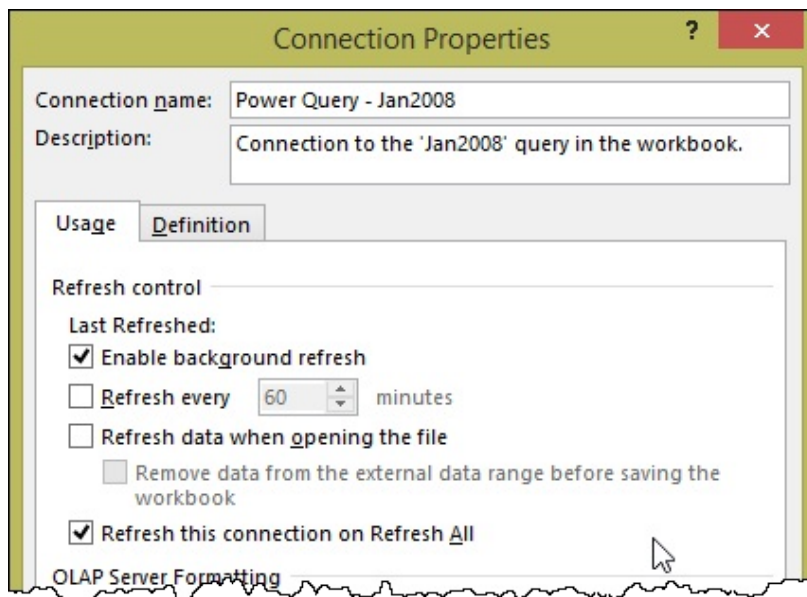 Connection Properties
?
Connection name: Power Query - Jan2008
Description: Connection to the 'Jan2008' query in the workbook.
Usage Definition
Refresh control
Last Refreshed:
Enable background refresh
Refresh every 60 minutes
Refresh data when opening the file
Remove data from the external data range before saving the
workbook
Refresh this connection on Refresh All
OLAP Server Formatting